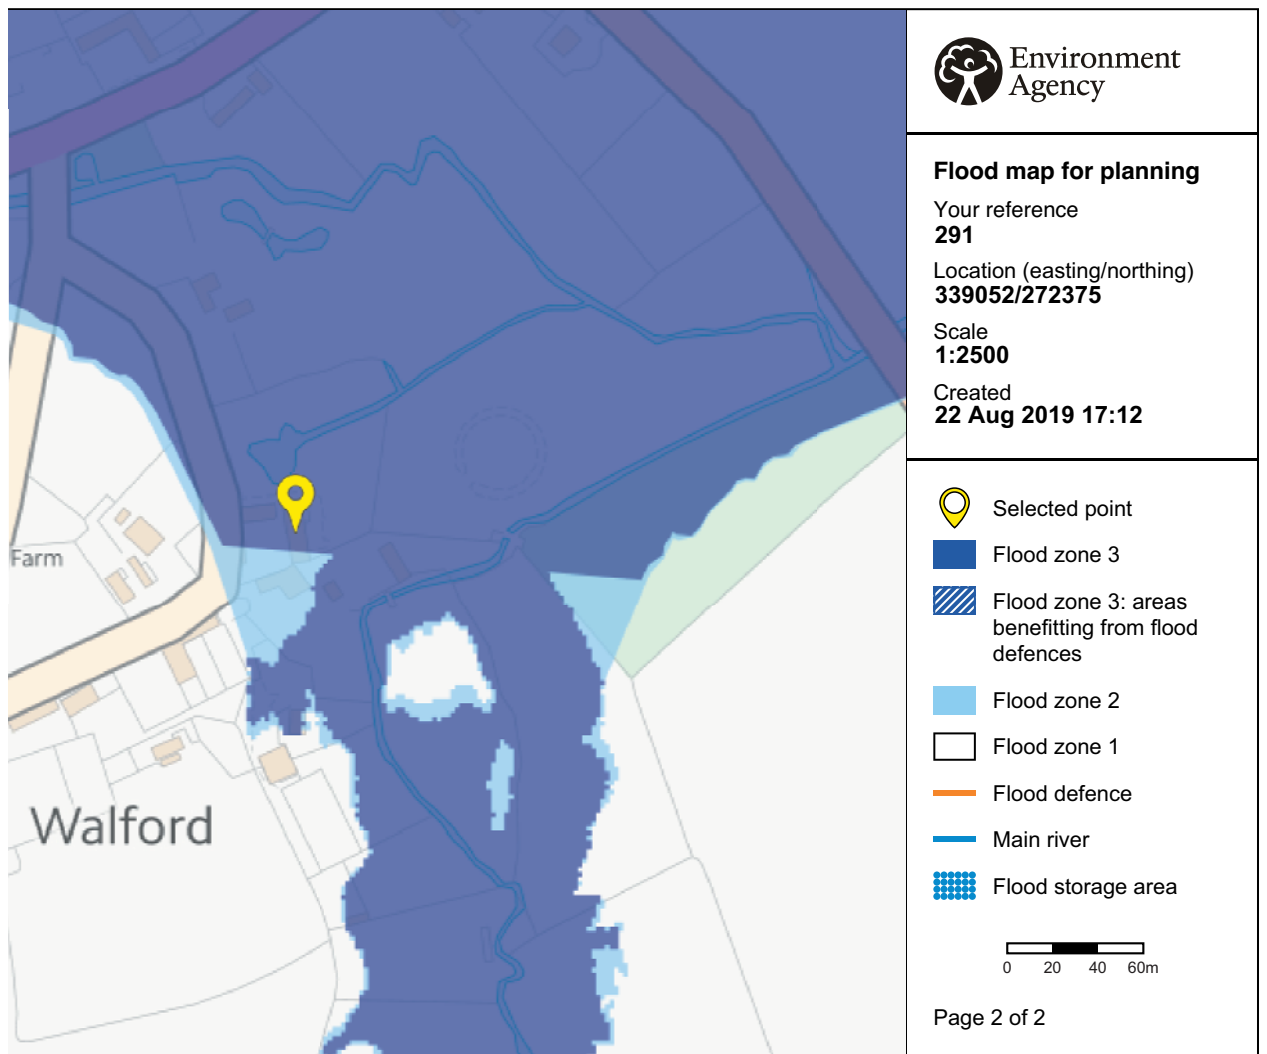 Farm
Walford
Environment
Agency
Flood map for planning
Your reference
291
Location (easting/northing)
339052/272375
Scale
1:2500
Created
22 Aug 2019 17:12
Selected point
Flood zone 3
Flood zone 3: areas
benefitting from flood
defences
Flood zone 2
Flood zone 1
Flood defence
Main river
Flood storage area
0 20 40 60m
Page 2 of 2